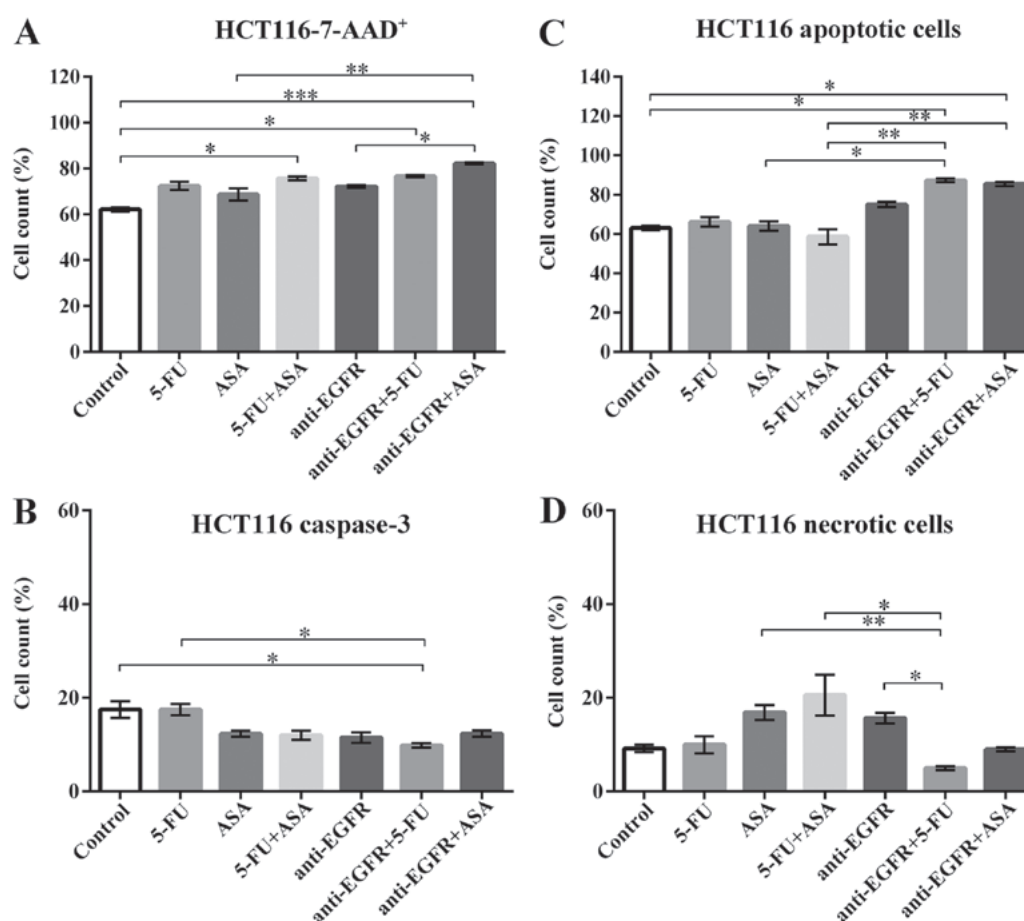 A
HCT116-7-AAD+
Cell count (%)
120
100
80
60
40
20
0
**
***
*
*
*
Control
5-FU
ASA
5-FU+ASA
anti-EGFR
anti-EGFR+5-FU
anti-EGFR+ASA
C
HCT116 apoptotic cells
Cell count (%)
140
120
100
80
60
40
20
0
*
*
**
**
*
Control
5-FU
ASA
5-FU+ASA
anti-EGFR
anti-EGFR+5-FU
anti-EGFR+ASA
B
HCT116 caspase-3
Cell count (%)
60
40
20
0
*
*
Control
5-FU
ASA
5-FU+ASA
anti-EGFR
anti-EGFR+5-FU
anti-EGFR+ASA
D
HCT116 necrotic cells
Cell count (%)
60
40
20
0
*
**
*
Control
5-FU
ASA
5-FU+ASA
anti-EGFR
anti-EGFR+5-FU
anti-EGFR+ASA